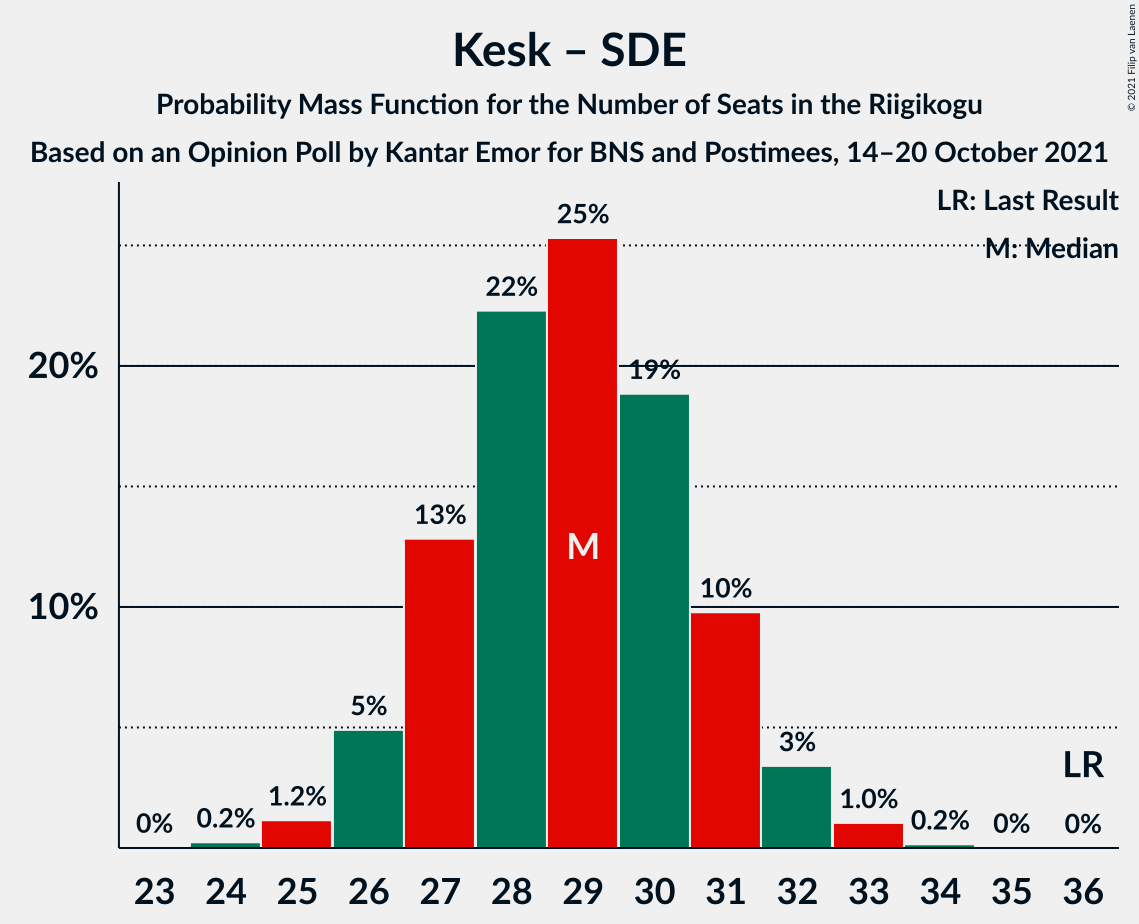 Kesk – SDE
Probability Mass Function for the Number of Seats in the Riigikogu
Based on an Opinion Poll by Kantar Emor for BNS and Postimees, 14–20 October 2021
© 2021 Filip van Laenen
LR: Last Result
M: Median
25%
22%
20%
19%
13%
M
10%
10%
5%
3%
LR
0%
0.2%
1.2%
1.0%
0.2%
0%
0%
23 24 25 26 27 28 29 30 31 32 33 34 35 36